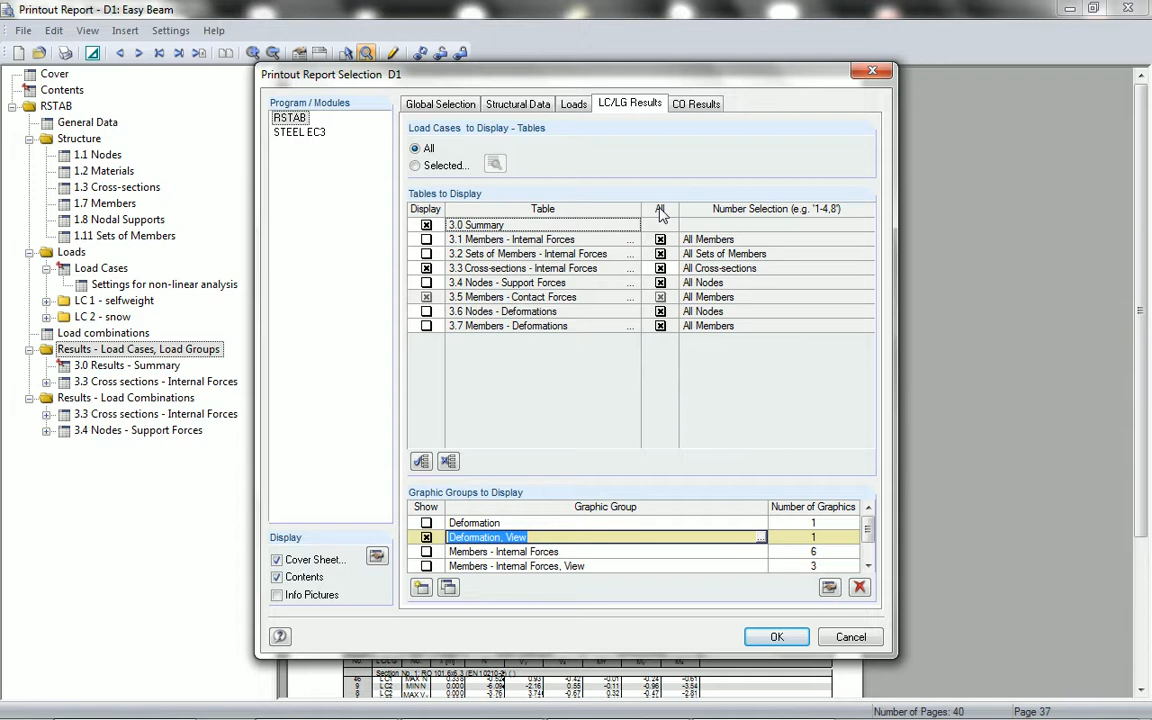 Printout Report - D1: Easy Beam
File Edit View Insert Settings Help
Cover
Contents
RSTAB
General Data
Structure
1.1 Nodes
1.2 Materials
1.3 Cross-sections
1.7 Members
1.8 Nodal Supports
1.11 Sets of Members
Loads
Load Cases
Settings for non-linear analysis
LC 1 - selfweight
LC 2 - snow
Load combinations
Results - Load Cases, Load Groups
3.0 Results - Summary
3.3 Cross sections - Internal Forces
Results - Load Combinations
3.3 Cross sections - Internal Forces
3.4 Nodes - Support Forces
Printout Report Selection D1
Program / Modules
RSTAB
STEEL EC3
Display
Cover Sheet...
Contents
Info Pictures
Global Selection Structural Data Loads LC/LG Results CO Results
Load Cases to Display - Tables
All
Selected...
Tables to Display
Display Table All Number Selection (e.g. '1-4,8')
3.0 Summary
3.1 Members - Internal Forces ... All Members
3.2 Sets of Members - Internal Forces ... All Sets of Members
3.3 Cross-sections - Internal Forces ... All Cross-sections
3.4 Nodes - Support Forces ... All Nodes
3.5 Members - Contact Forces ... All Members
3.6 Nodes - Deformations ... All Nodes
3.7 Members - Deformations ... All Members
Graphic Groups to Display
Show Graphic Group Number of Graphics
Deformation 1
Deformation, View ... 1
Members - Internal Forces 6
Members - Internal Forces, View 3
OK Cancel
Number of Pages: 40 Page 37